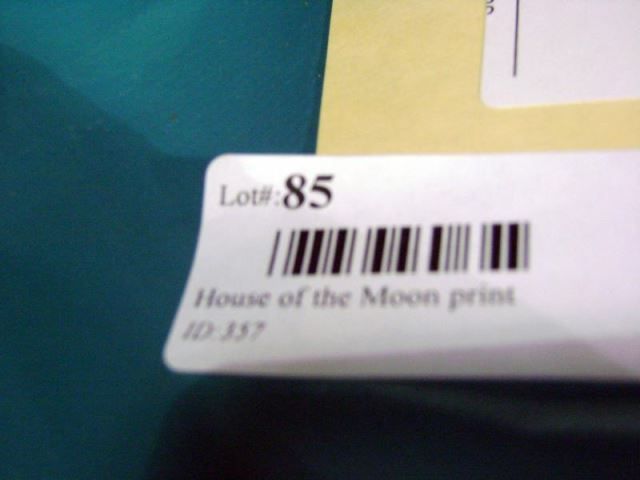 Lot#:85
House of the Moon print
ID:357